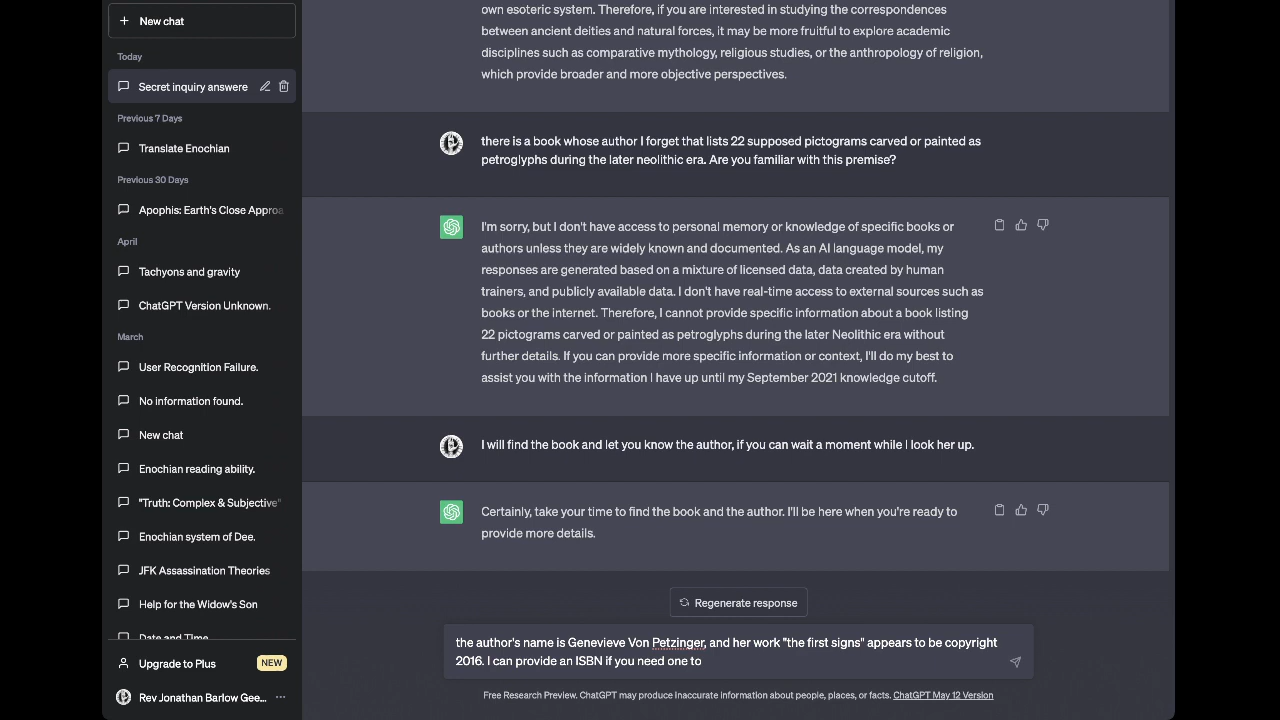 New chat
Today
Secret inquiry answere
Previous 7 Days
Translate Enochian
Previous 30 Days
Apophis: Earth's Close Approa
April
Tachyons and gravity
ChatGPT Version Unknown.
March
User Recognition Failure.
No information found.
New chat
Enochian reading ability.
"Truth: Complex & Subjective"
Enochian system of Dee.
JFK Assassination Theories
Help for the Widow's Son
Date and Time
Upgrade to Plus
NEW
Rev Jonathan Barlow Gee...
own esoteric system. Therefore, if you are interested in studying the correspondences
between ancient deities and natural forces, it may be more fruitful to explore academic
disciplines such as comparative mythology, religious studies, or the anthropology of religion,
which provide broader and more objective perspectives.
there is a book whose author I forget that lists 22 supposed pictograms carved or painted as
petroglyphs during the later neolithic era. Are you familiar with this premise?
I'm sorry, but I don't have access to personal memory or knowledge of specific books or
authors unless they are widely known and documented. As an AI language model, my
responses are generated based on a mixture of licensed data, data created by human
trainers, and publicly available data. I don't have real-time access to external sources such as
books or the internet. Therefore, I cannot provide specific information about a book listing
22 pictograms carved or painted as petroglyphs during the later Neolithic era without
further details. If you can provide more specific information or context, I'll do my best to
assist you with the information I have up until my September 2021 knowledge cutoff.
I will find the book and let you know the author, if you can wait a moment while I look her up.
Certainly, take your time to find the book and the author. I'll be here when you're ready to
provide more details.
Regenerate response
the author's name is Genevieve Von Petzinger, and her work "the first signs" appears to be copyright
2016. I can provide an ISBN if you need one to
Free Research Preview. ChatGPT may produce inaccurate information about people, places, or facts. ChatGPT May 12 Version